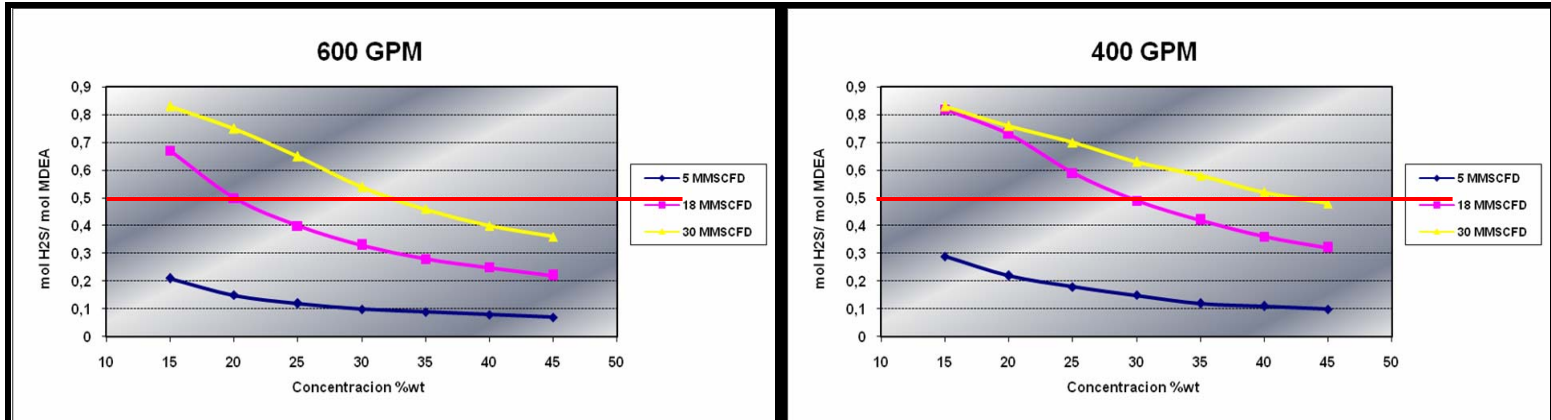 600 GPM
mol H2S/ mol MDEA
0,9
0,8
0,7
0,6
0,5
0,4
0,3
0,2
0,1
0
10 15 20 25 30 35 40 45 50
Concentracion %wt
5 MMSCFD
18 MMSCFD
30 MMSCFD
400 GPM
mol H2S/ mol MDEA
0,9
0,8
0,7
0,6
0,5
0,4
0,3
0,2
0,1
0
10 15 20 25 30 35 40 45 50
Concentracion %wt
5 MMSCFD
18 MMSCFD
30 MMSCFD